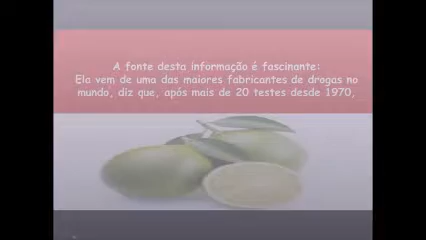 A fonte desta informação é fascinante:
Ela vem de uma das maiores fabricantes de drogas no
mundo, diz que, após mais de 20 testes desde 1970,